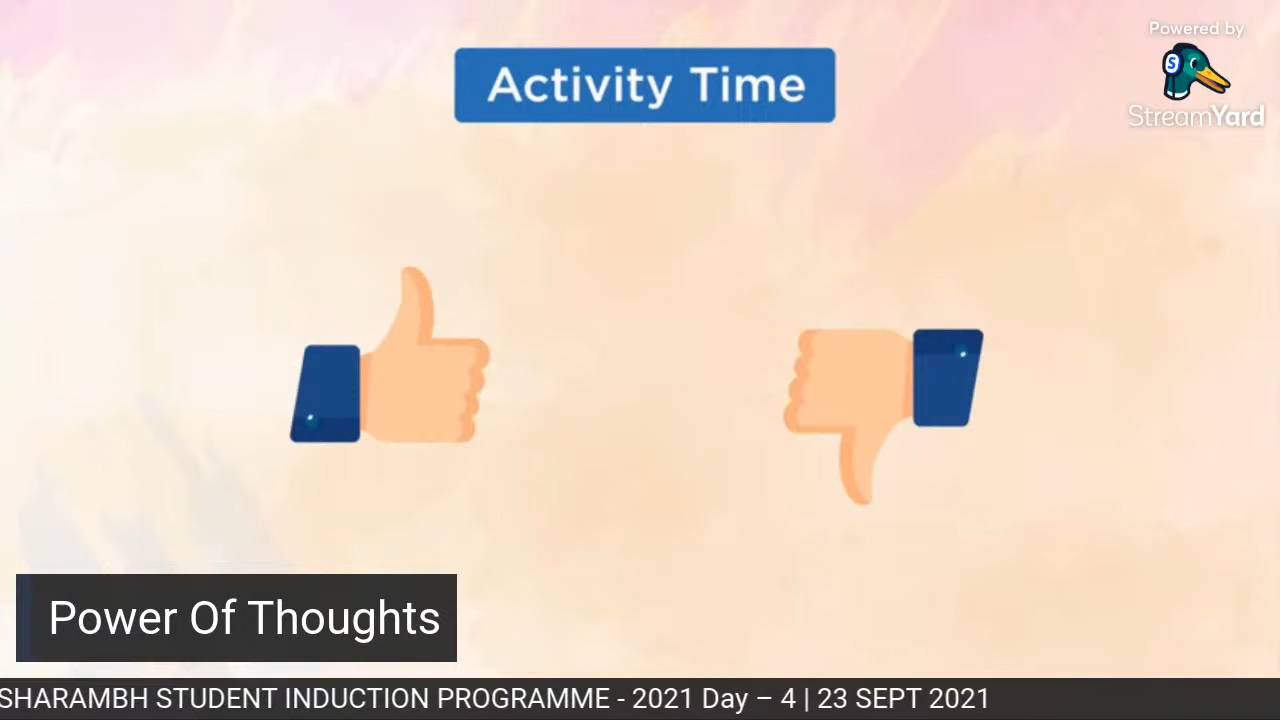 Powered by
Activity Time
S
StreamYard
Power Of Thoughts
SHARAMBH STUDENT INDUCTION PROGRAMME - 2021 Day – 4 | 23 SEPT 2021